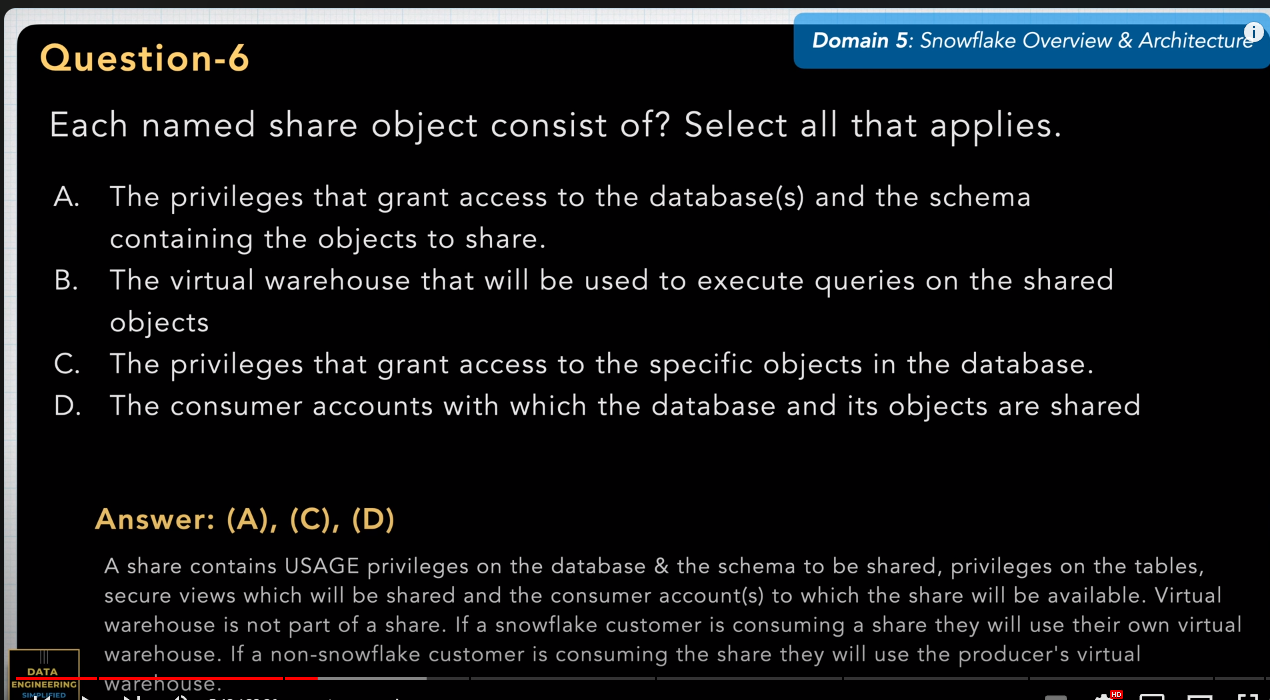 Domain 5: Snowflake Overview & Architecture
i
Question-6
Each named share object consist of? Select all that applies.
A. The privileges that grant access to the database(s) and the schema
containing the objects to share.
B. The virtual warehouse that will be used to execute queries on the shared
objects
C. The privileges that grant access to the specific objects in the database.
D. The consumer accounts with which the database and its objects are shared
Answer: (A), (C), (D)
A share contains USAGE privileges on the database & the schema to be shared, privileges on the tables,
secure views which will be shared and the consumer account(s) to which the share will be available. Virtual
warehouse is not part of a share. If a snowflake customer is consuming a share they will use their own virtual
warehouse. If a non-snowflake customer is consuming the share they will use the producer's virtual
warehouse.
DATA
ENGINEERING
SIMPLIFIED
HD